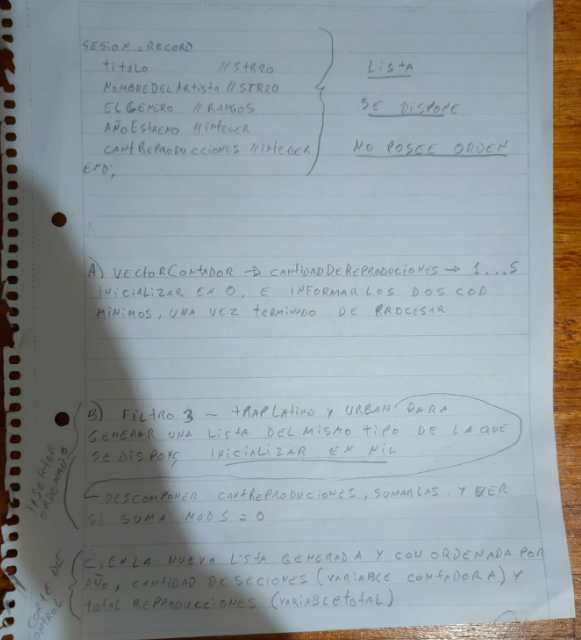 SESION = RECORD
TITULO //STR20
NOMBREDELARTISTA //STR20
ELGENERO //RANGOS
AÑOESTRENO //INTEGER
CANTREPRODUCCIONES //INTEGER
END;
LISTA
SE DISPONE
NO POSEE ORDEN
A) VECTORCONTADOR → CANTIDADDEREPRODUCIONES → 1...5
INICIALIZAR EN 0, E INFORMAR LOS DOS COD
MINIMOS, UNA VEZ TERMINADO DE PROCESAR
INSERTAR
ORDENADO
B) FILTRO 3 ~ TRAP LATINO Y URBAN PARA
GENERAR UNA LISTA DEL MISMO TIPO DE LA QUE
SE DISPONE, INICIALIZAR EN NIL
DESCOMPONER CANTREPRODUCIONES, SUMARLAS Y VER
SI SUMA MOD 5 = 0
CORTE DE
CONTROL
C) EN LA NUEVA LISTA GENERADA Y CON ORDENADA POR
AÑO, CANTIDAD DE SECIONES (VARIABLE CONTADORA) Y
TOTAL REPRODUCCIONES (VARIABLETOTAL)